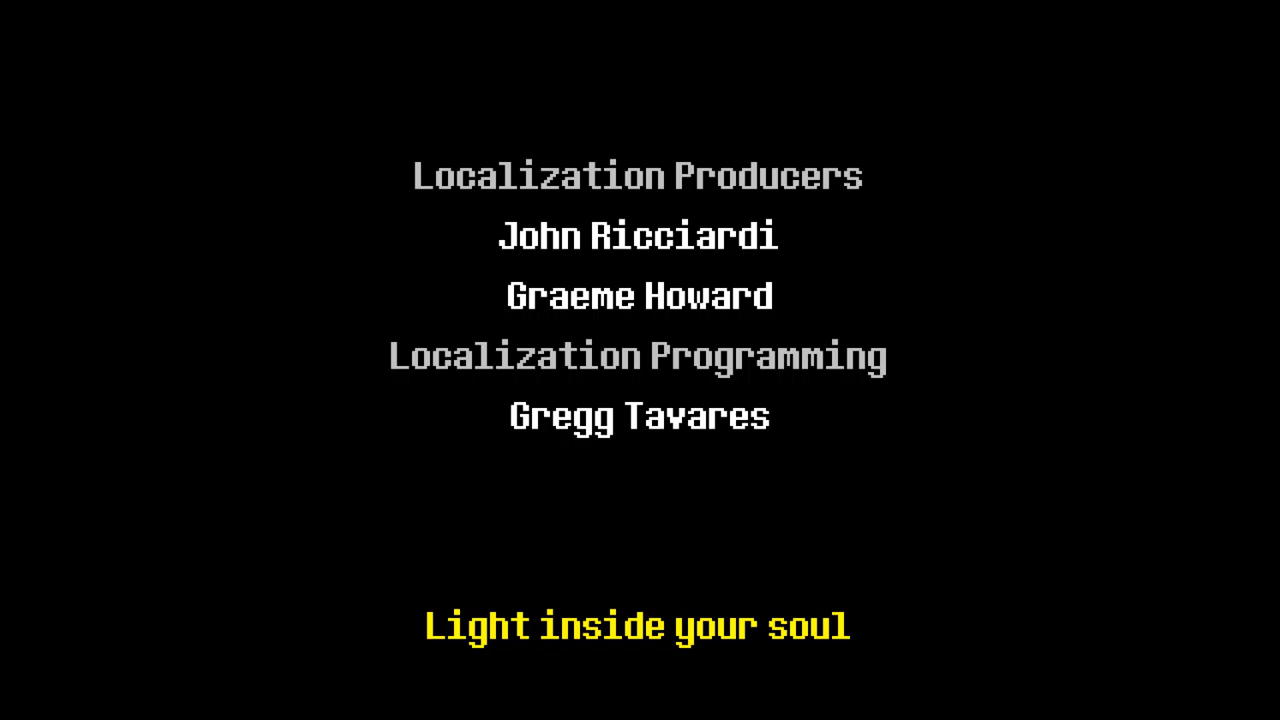 Localization Producers
John Ricciardi
Graeme Howard
Localization Programming
Gregg Tavares
Light inside your soul